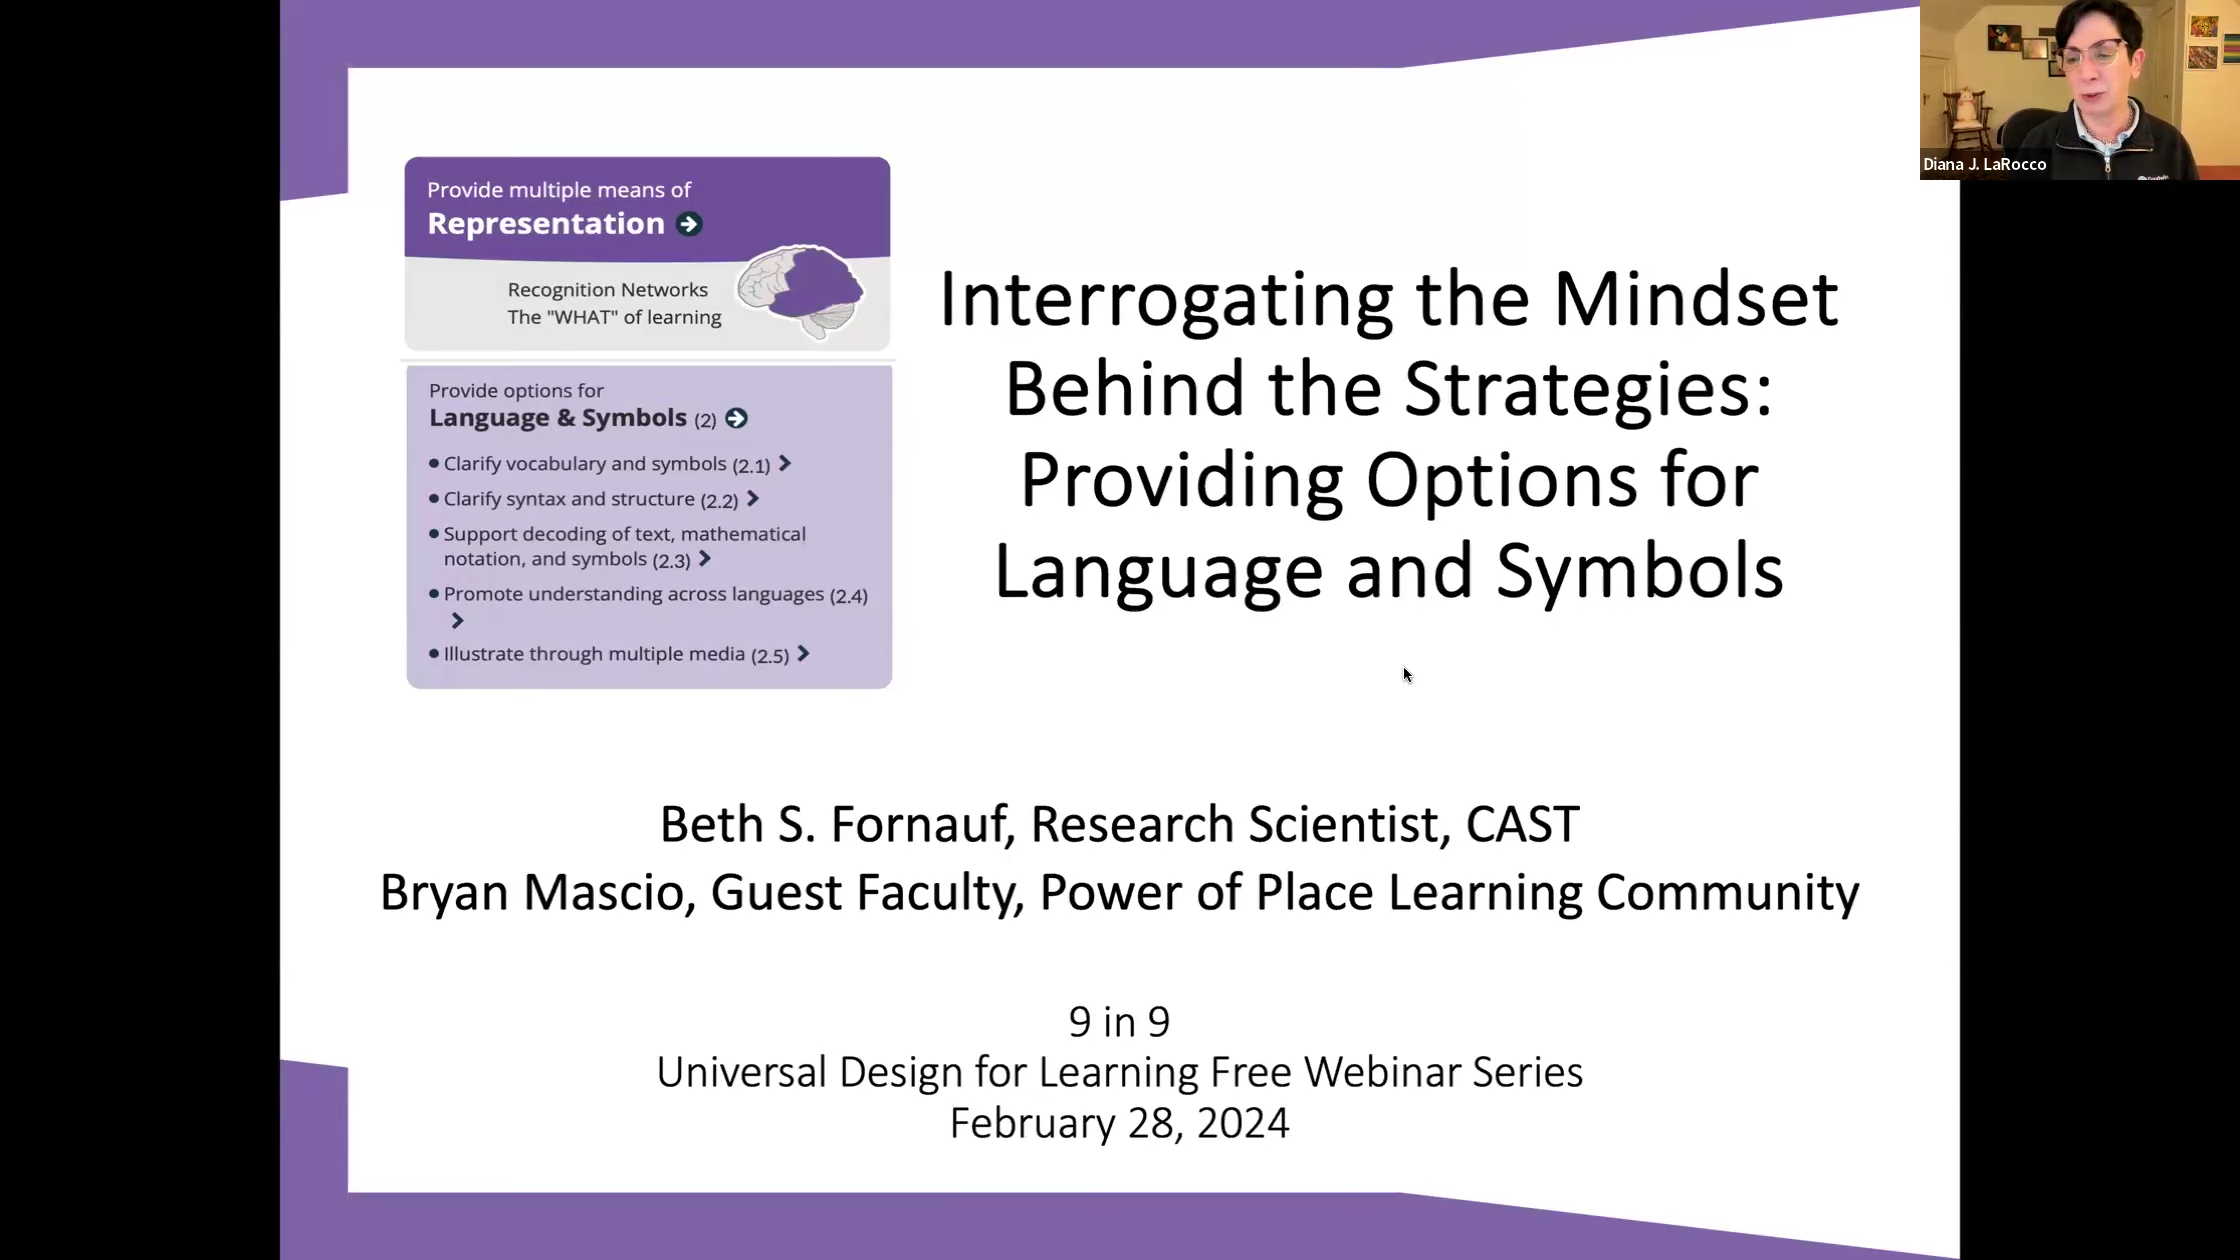 Provide multiple means of
Representation
Recognition Networks
The "WHAT" of learning
Provide options for
Language & Symbols (2)
Clarify vocabulary and symbols (2.1)
Clarify syntax and structure (2.2)
Support decoding of text, mathematical
notation, and symbols (2.3)
Promote understanding across languages (2.4)
Illustrate through multiple media (2.5)
Interrogating the Mindset
Behind the Strategies:
Providing Options for
Language and Symbols
Diana J. LaRocco
Beth S. Fornauf, Research Scientist, CAST
Bryan Mascio, Guest Faculty, Power of Place Learning Community
9 in 9
Universal Design for Learning Free Webinar Series
February 28, 2024